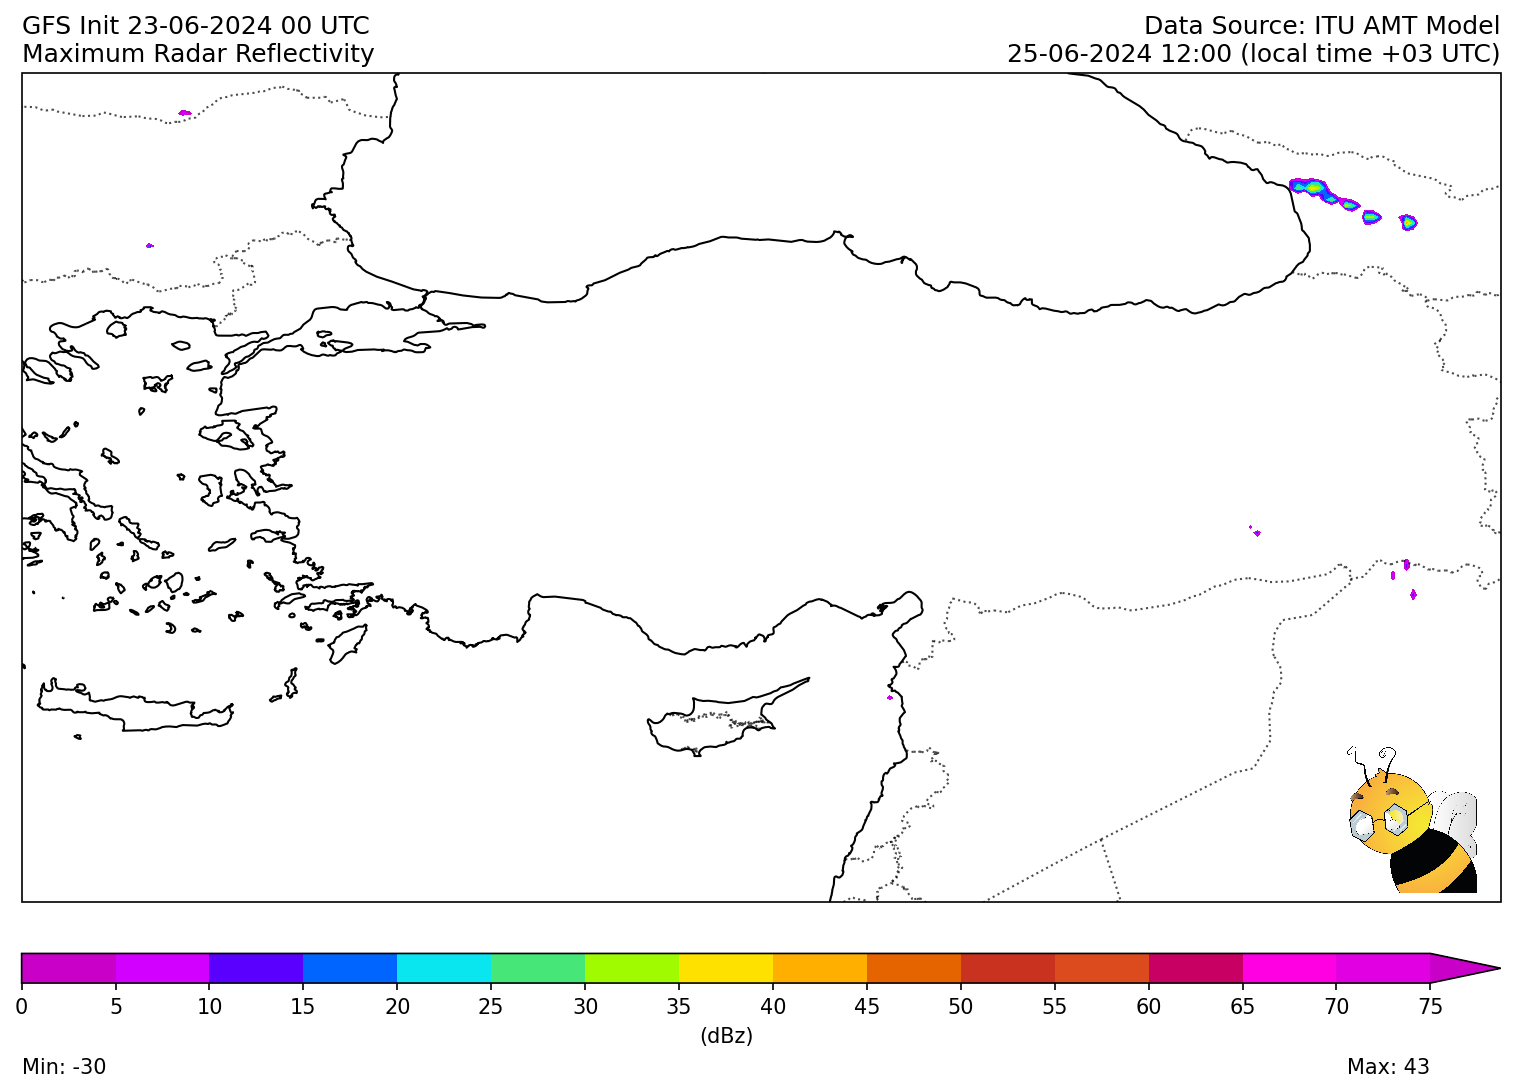 GFS Init 23-06-2024 00 UTC
Maximum Radar Reflectivity
Data Source: ITU AMT Model
25-06-2024 12:00 (local time +03 UTC)
0 5 10 15 20 25 30 35 40 45 50 55 60 65 70 75
(dBz)
Min: -30
Max: 43